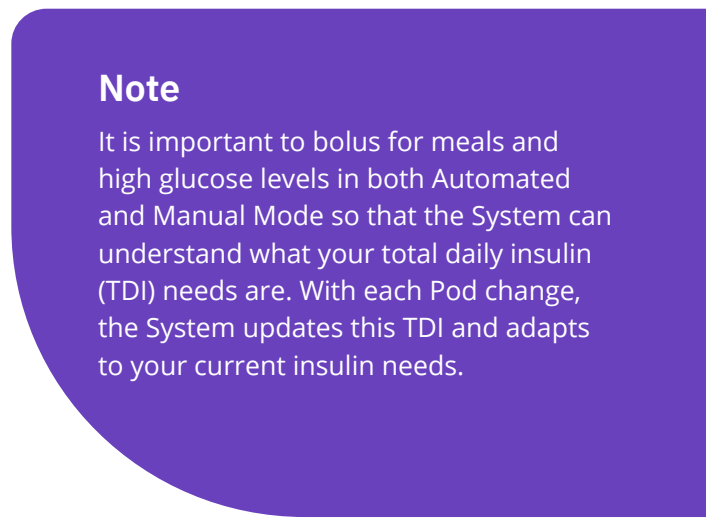 Note
It is important to bolus for meals and
high glucose levels in both Automated
and Manual Mode so that the System can
understand what your total daily insulin
(TDI) needs are. With each Pod change,
the System updates this TDI and adapts
to your current insulin needs.